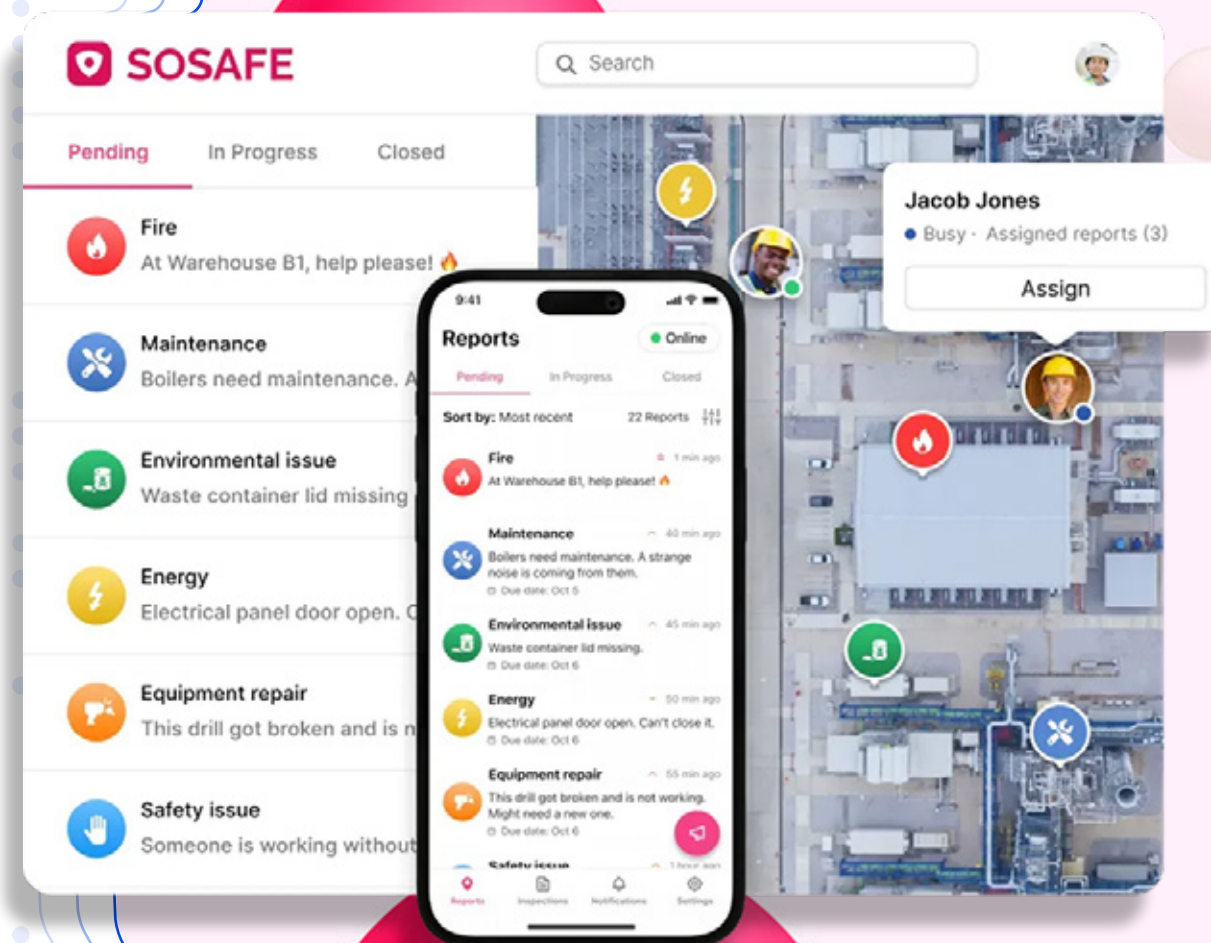 SOSAFE
Search
Pending In Progress Closed
Fire
At Warehouse B1, help please! 🔥
Maintenance
Boilers need maintenance. A
Environmental issue
Waste container lid missing
Energy
Electrical panel door open. C
Equipment repair
This drill got broken and is n
Safety issue
Someone is working without
Jacob Jones
Busy · Assigned reports (3)
Assign
9:41
Reports
Online
Pending In Progress Closed
Sort by: Most recent 22 Reports
Fire 1 min ago
At Warehouse B1, help please! 🔥
Maintenance 40 min ago
Boilers need maintenance. A strange
noise is coming from them.
Due date: Oct 5
Environmental issue 45 min ago
Waste container lid missing.
Due date: Oct 6
Energy 50 min ago
Electrical panel door open. Can't close it.
Due date: Oct 6
Equipment repair 55 min ago
This drill got broken and is not working.
Might need a new one.
Due date: Oct 6
Safety issue 1 hour ago
Reports Inspections Notifications Settings